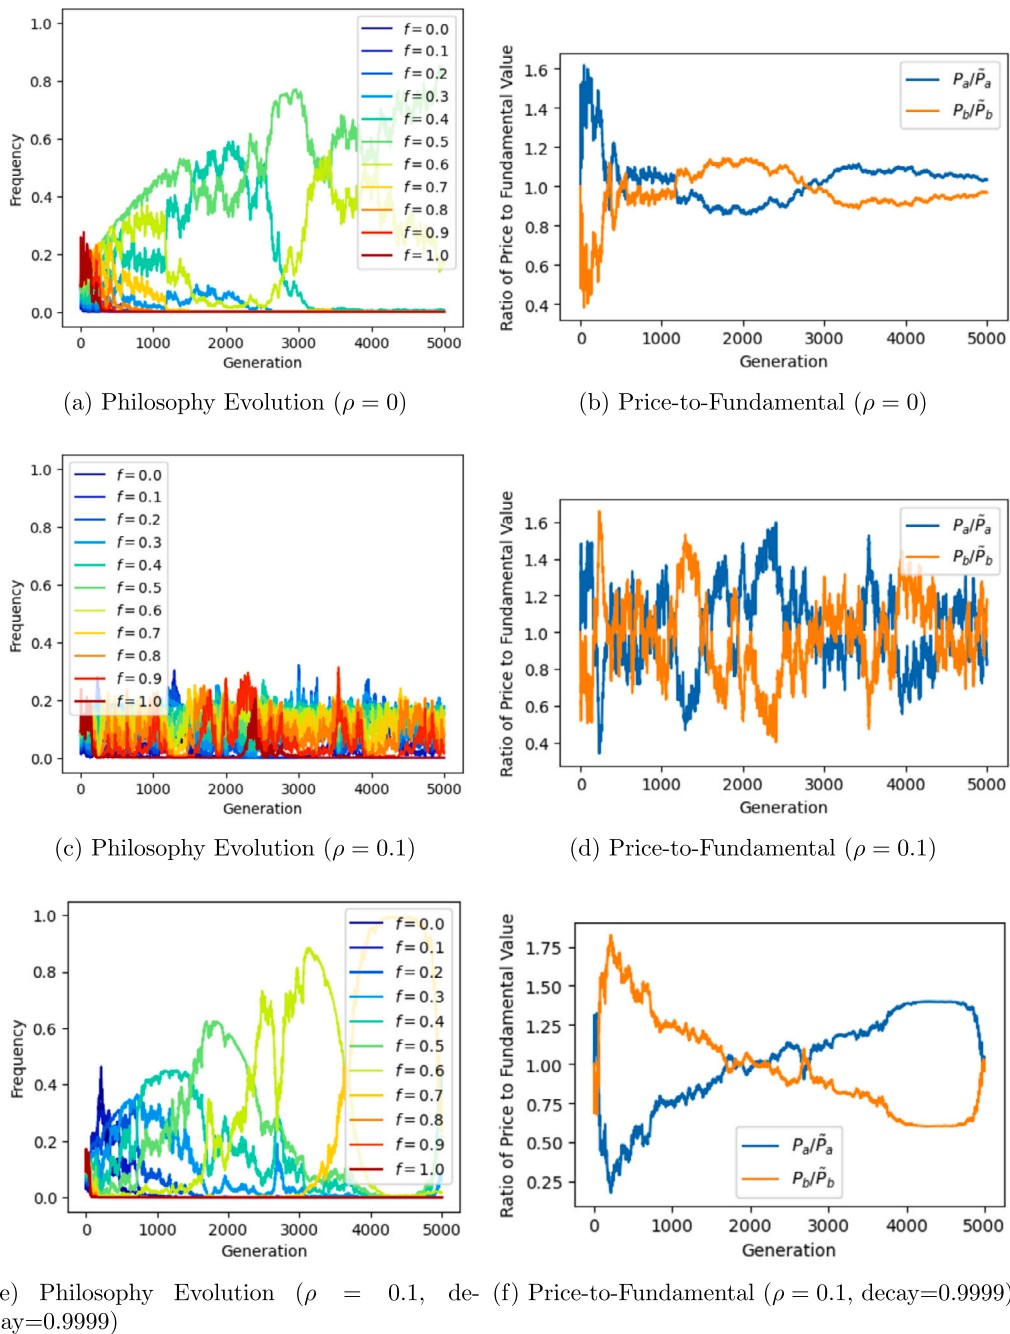 1.0
0.8
0.6
0.4
0.2
0.0
Frequency
0
1000
2000
3000
4000
5000
Generation
f = 0.0
f = 0.1
f = 0.2
f = 0.3
f = 0.4
f = 0.5
f = 0.6
f = 0.7
f = 0.8
f = 0.9
f = 1.0
(a) Philosophy Evolution (ρ = 0)
1.6
1.4
1.2
1.0
0.8
0.6
0.4
Ratio of Price to Fundamental Value
0
1000
2000
3000
4000
5000
Generation
Pₐ/P̃ₐ
P_b/P̃_b
(b) Price-to-Fundamental (ρ = 0)
1.0
0.8
0.6
0.4
0.2
0.0
Frequency
0
1000
2000
3000
4000
5000
Generation
f = 0.0
f = 0.1
f = 0.2
f = 0.3
f = 0.4
f = 0.5
f = 0.6
f = 0.7
f = 0.8
f = 0.9
f = 1.0
(c) Philosophy Evolution (ρ = 0.1)
1.6
1.4
1.2
1.0
0.8
0.6
0.4
Ratio of Price to Fundamental Value
0
1000
2000
3000
4000
5000
Generation
Pₐ/P̃ₐ
P_b/P̃_b
(d) Price-to-Fundamental (ρ = 0.1)
1.0
0.8
0.6
0.4
0.2
0.0
Frequency
0
1000
2000
3000
4000
5000
Generation
f = 0.0
f = 0.1
f = 0.2
f = 0.3
f = 0.4
f = 0.5
f = 0.6
f = 0.7
f = 0.8
f = 0.9
f = 1.0
e) Philosophy Evolution (ρ = 0.1, de-
ay=0.9999)
1.75
1.50
1.25
1.00
0.75
0.50
0.25
Ratio of Price to Fundamental Value
0
1000
2000
3000
4000
5000
Generation
Pₐ/P̃ₐ
P_b/P̃_b
(f) Price-to-Fundamental (ρ = 0.1, decay=0.9999)